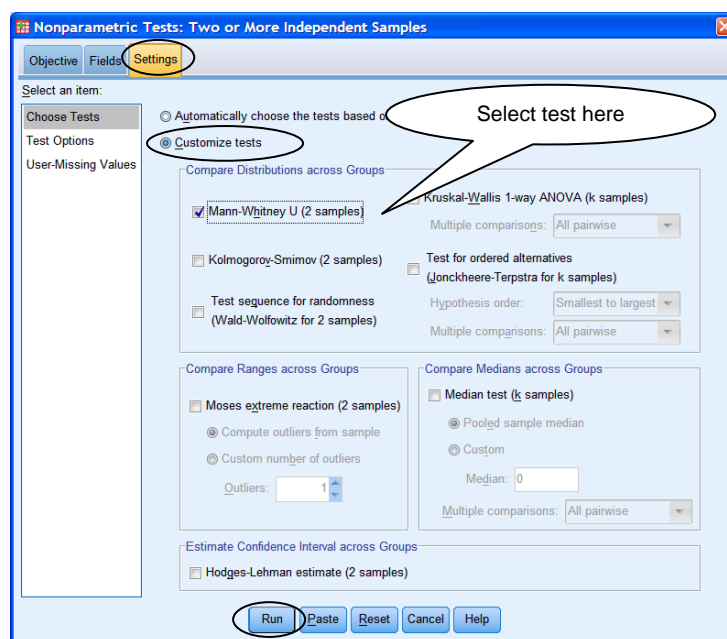 Nonparametric Tests: Two or More Independent Samples
Objective Fields Settings
Select an item:
Choose Tests
Test Options
User-Missing Values
Automatically choose the tests based o
Select test here
Customize tests
Compare Distributions across Groups
Mann-Whitney U (2 samples)
Kruskal-Wallis 1-way ANOVA (k samples)
Multiple comparisons: All pairwise
Kolmogorov-Smirnov (2 samples)
Test for ordered alternatives
(Jonckheere-Terpstra for k samples)
Test sequence for randomness
(Wald-Wolfowitz for 2 samples)
Hypothesis order: Smallest to largest
Multiple comparisons: All pairwise
Compare Ranges across Groups
Moses extreme reaction (2 samples)
Compute outliers from sample
Custom number of outliers
Outliers: 1
Compare Medians across Groups
Median test (k samples)
Pooled sample median
Custom
Median: 0
Multiple comparisons: All pairwise
Estimate Confidence Interval across Groups
Hodges-Lehman estimate (2 samples)
Run Paste Reset Cancel Help